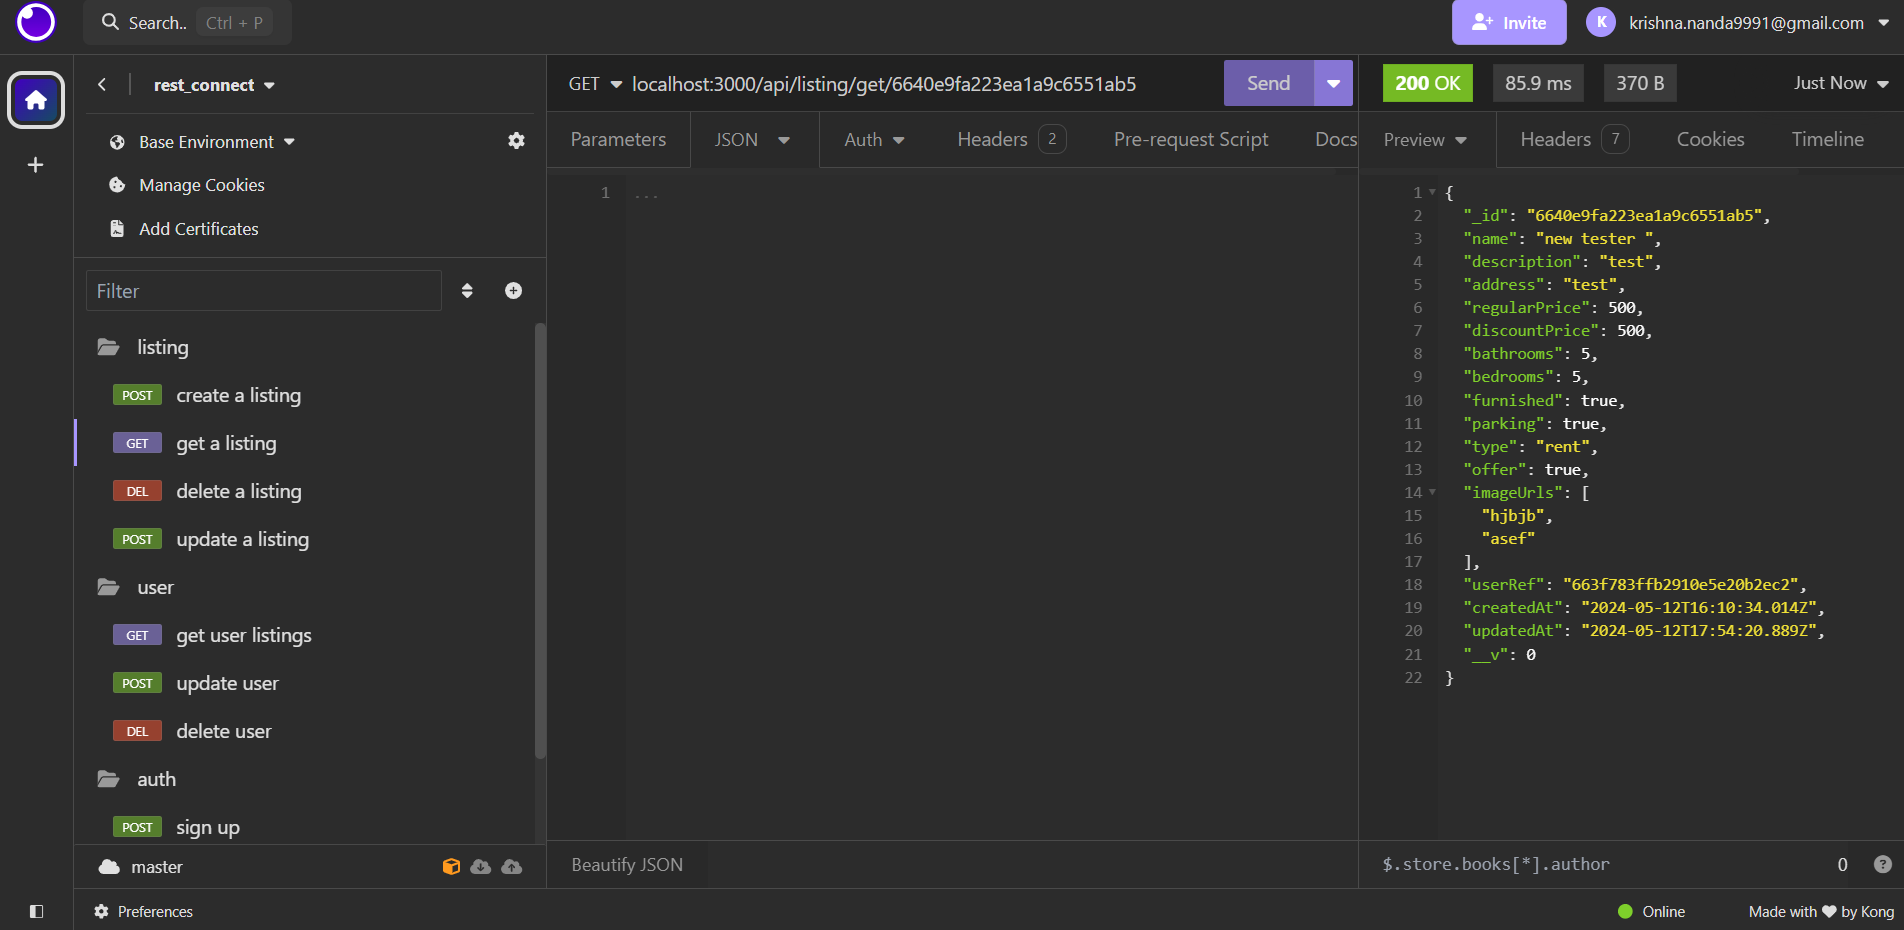 Search.. Ctrl + P
Invite
K krishna.nanda9991@gmail.com
rest_connect
Base Environment
Manage Cookies
Add Certificates
Filter
listing
POST create a listing
GET get a listing
DEL delete a listing
POST update a listing
user
GET get user listings
POST update user
DEL delete user
auth
POST sign up
master
GET localhost:3000/api/listing/get/6640e9fa223ea1a9c6551ab5 Send
Parameters JSON Auth Headers 2 Pre-request Script Docs
1 ...
Beautify JSON
200 OK 85.9 ms 370 B Just Now
Preview Headers 7 Cookies Timeline
1 {
2 "_id": "6640e9fa223ea1a9c6551ab5",
3 "name": "new tester ",
4 "description": "test",
5 "address": "test",
6 "regularPrice": 500,
7 "discountPrice": 500,
8 "bathrooms": 5,
9 "bedrooms": 5,
10 "furnished": true,
11 "parking": true,
12 "type": "rent",
13 "offer": true,
14 "imageUrls": [
15 "hjbjb",
16 "asef"
17 ],
18 "userRef": "663f783ffb2910e5e20b2ec2",
19 "createdAt": "2024-05-12T16:10:34.014Z",
20 "updatedAt": "2024-05-12T17:54:20.889Z",
21 "__v": 0
22 }
$.store.books[*].author 0 ?
Preferences
Online
Made with ❤ by Kong